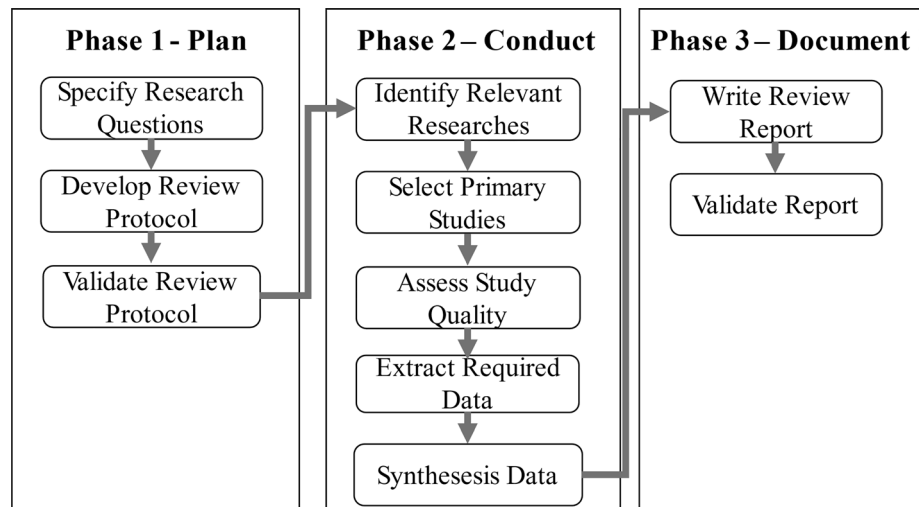 Phase 1 - Plan
Specify Research
Questions
Develop Review
Protocol
Validate Review
Protocol
Phase 2 – Conduct
Identify Relevant
Researches
Select Primary
Studies
Assess Study
Quality
Extract Required
Data
Synthesesis Data
Phase 3 – Document
Write Review
Report
Validate Report